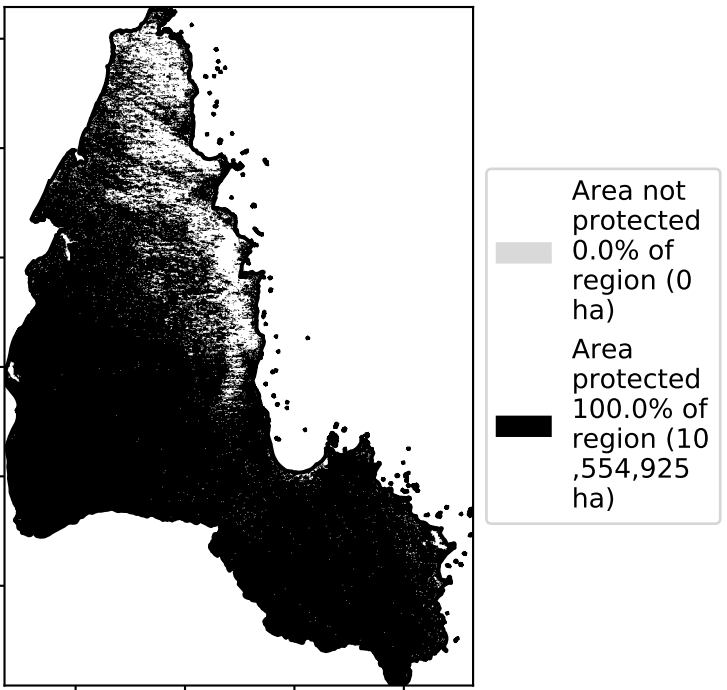 Area not
protected
0.0% of
region (0
ha)
Area
protected
100.0% of
region (10
,554,925
ha)